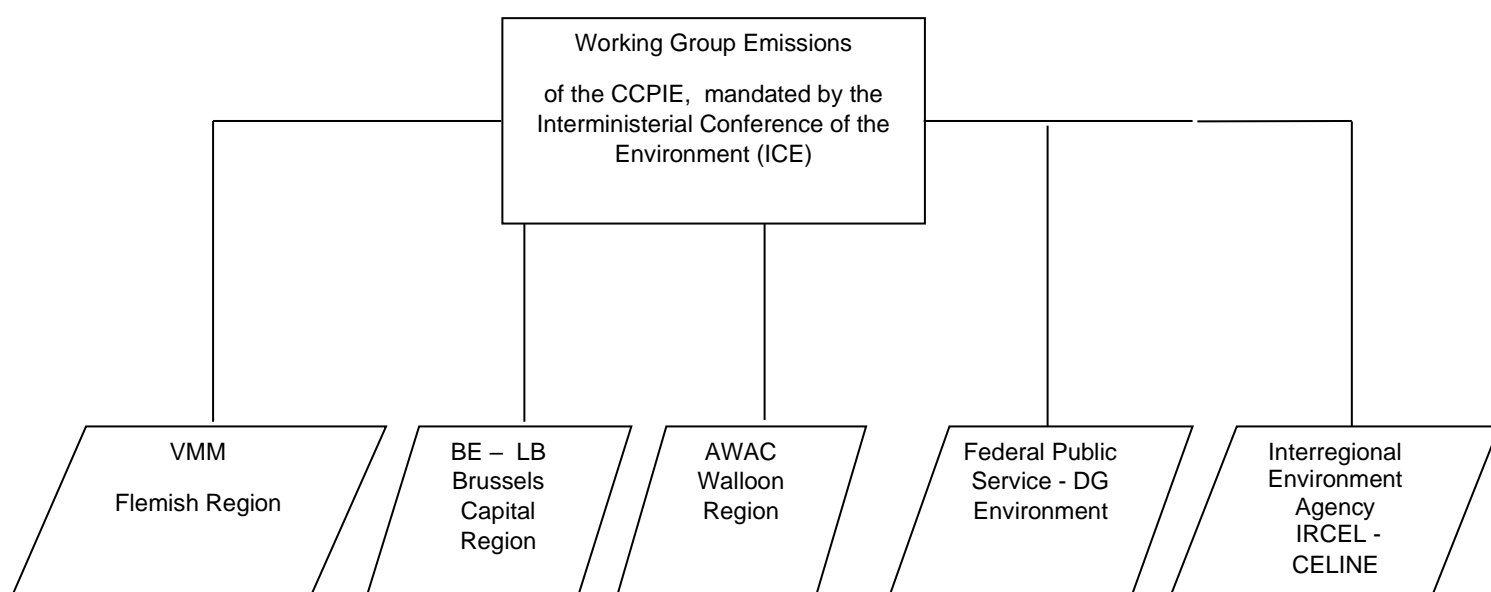 Working Group Emissions
of the CCPIE, mandated by the
Interministerial Conference of the
Environment (ICE)
VMM
Flemish Region
BE – LB
Brussels
Capital
Region
AWAC
Walloon
Region
Federal Public
Service - DG
Environment
Interregional
Environment
Agency
IRCEL -
CELINE